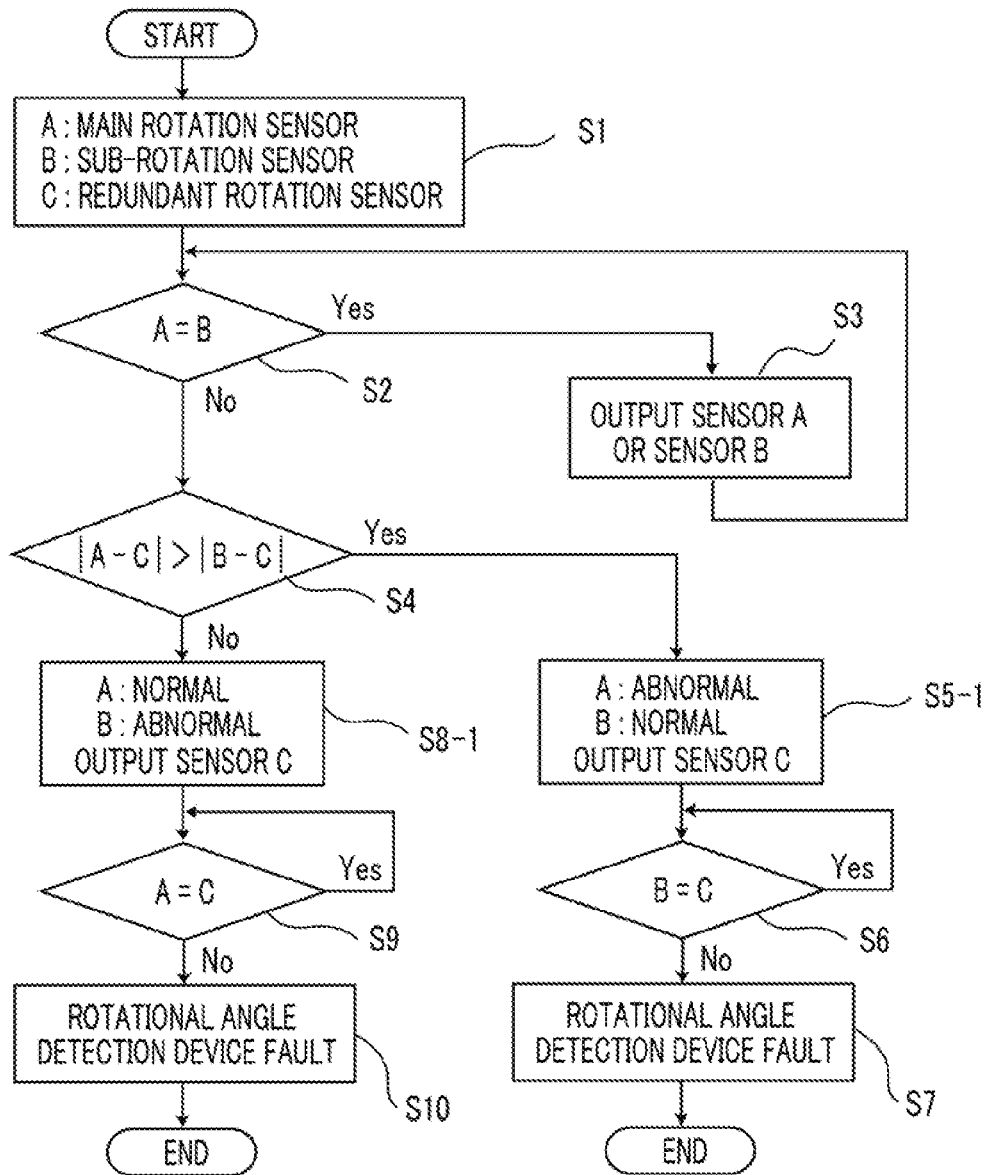 START
A : MAIN ROTATION SENSOR
B : SUB-ROTATION SENSOR
C : REDUNDANT ROTATION SENSOR
S1
A = B
Yes
S2
No
S3
OUTPUT SENSOR A
OR SENSOR B
|A - C| > |B - C|
Yes
S4
No
A : NORMAL
B : ABNORMAL
OUTPUT SENSOR C
S8-1
A : ABNORMAL
B : NORMAL
OUTPUT SENSOR C
S5-1
A = C
Yes
S9
No
B = C
Yes
S6
No
ROTATIONAL ANGLE
DETECTION DEVICE FAULT
S10
ROTATIONAL ANGLE
DETECTION DEVICE FAULT
S7
END
END